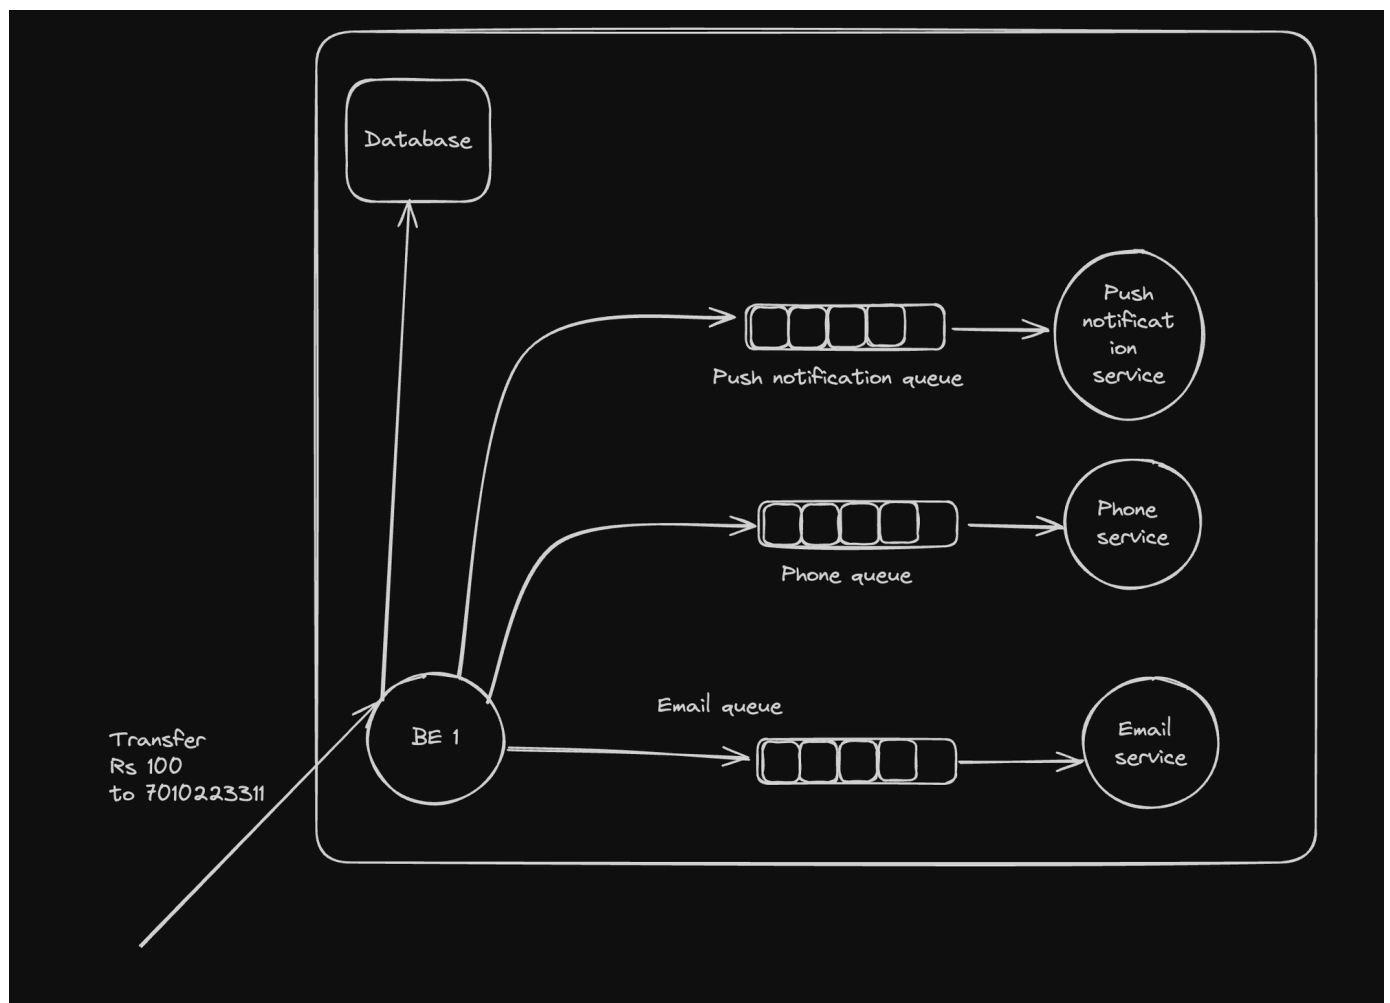 Database
Push
notificat
ion
service
Push notification queue
Phone
service
Phone queue
Email queue
Email
service
BE 1
Transfer
Rs 100
to 7010223311